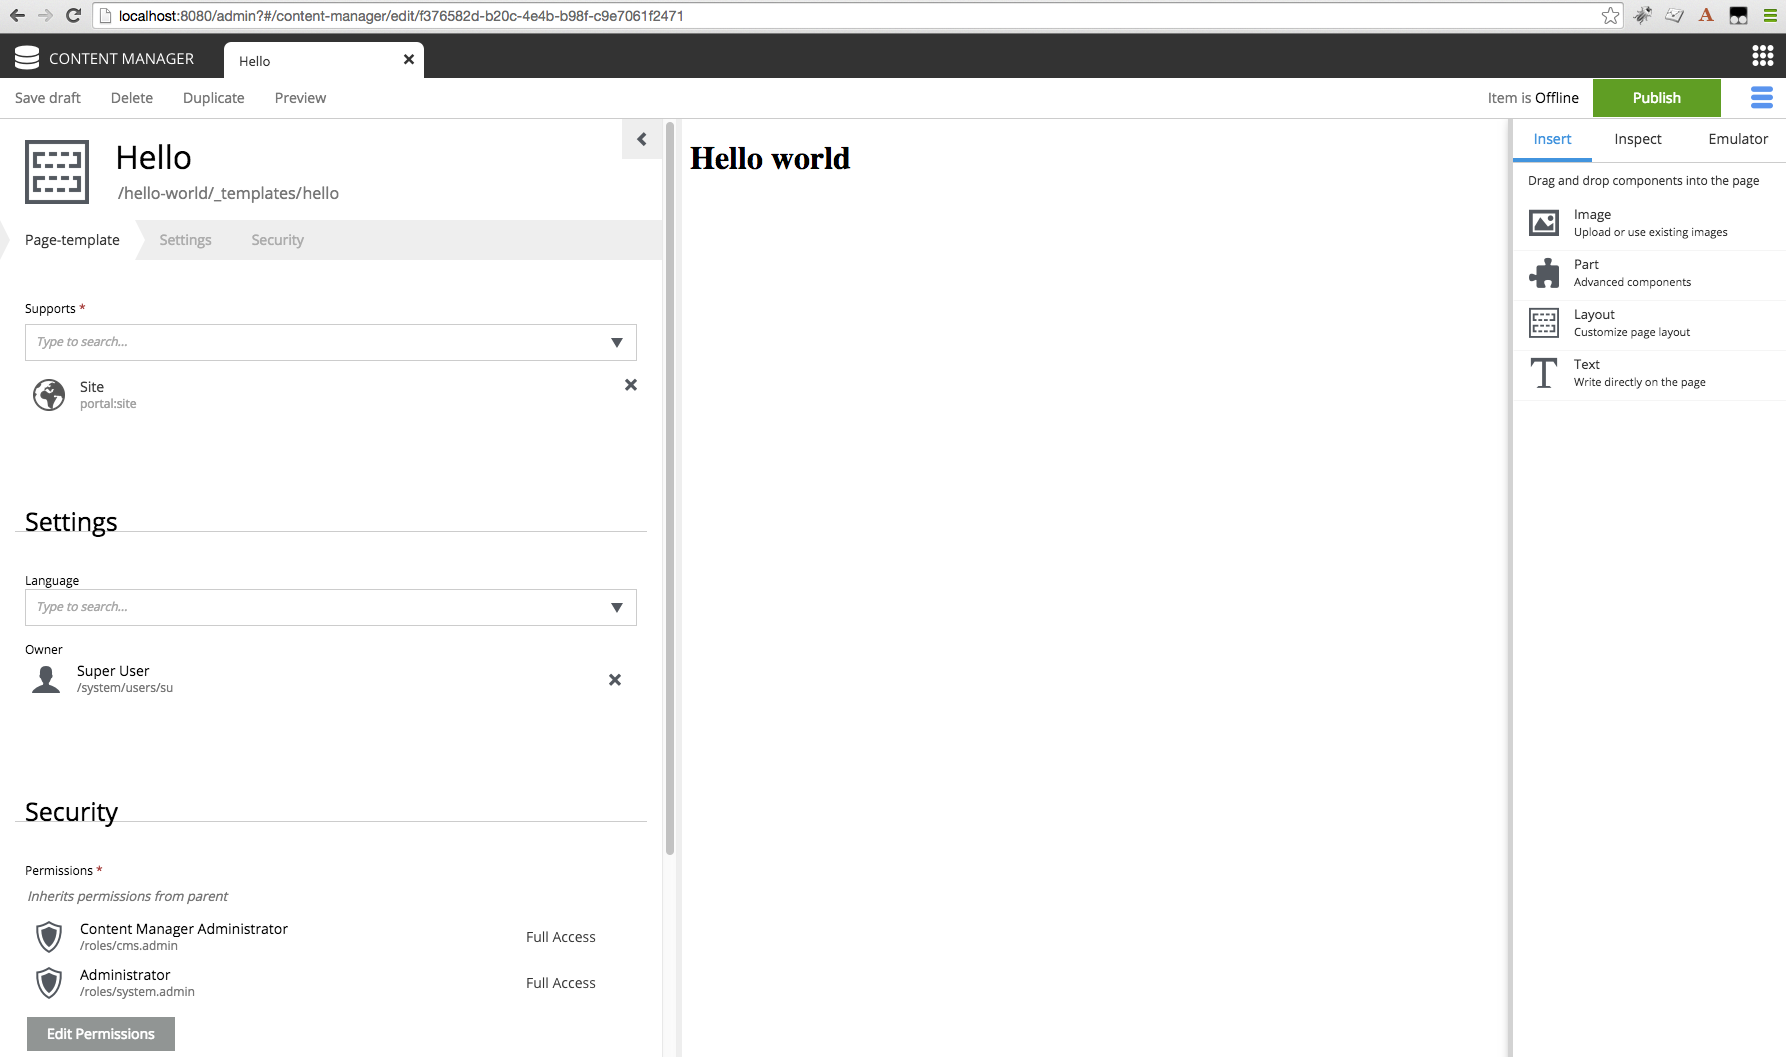 localhost:8080/admin?#/content-manager/edit/f376582d-b20c-4e4b-b98f-c9e7061f2471
A
CONTENT MANAGER
Hello
Save draft Delete Duplicate Preview
Item is Offline
Publish
Hello
/hello-world/_templates/hello
Page-template Settings Security
Supports *
Type to search...
Site
portal:site
Settings
Language
Type to search...
Owner
Super User
/system/users/su
Security
Permissions *
Inherits permissions from parent
Content Manager Administrator
/roles/cms.admin
Full Access
Administrator
/roles/system.admin
Full Access
Edit Permissions
Hello world
Insert Inspect Emulator
Drag and drop components into the page
Image
Upload or use existing images
Part
Advanced components
Layout
Customize page layout
Text
Write directly on the page